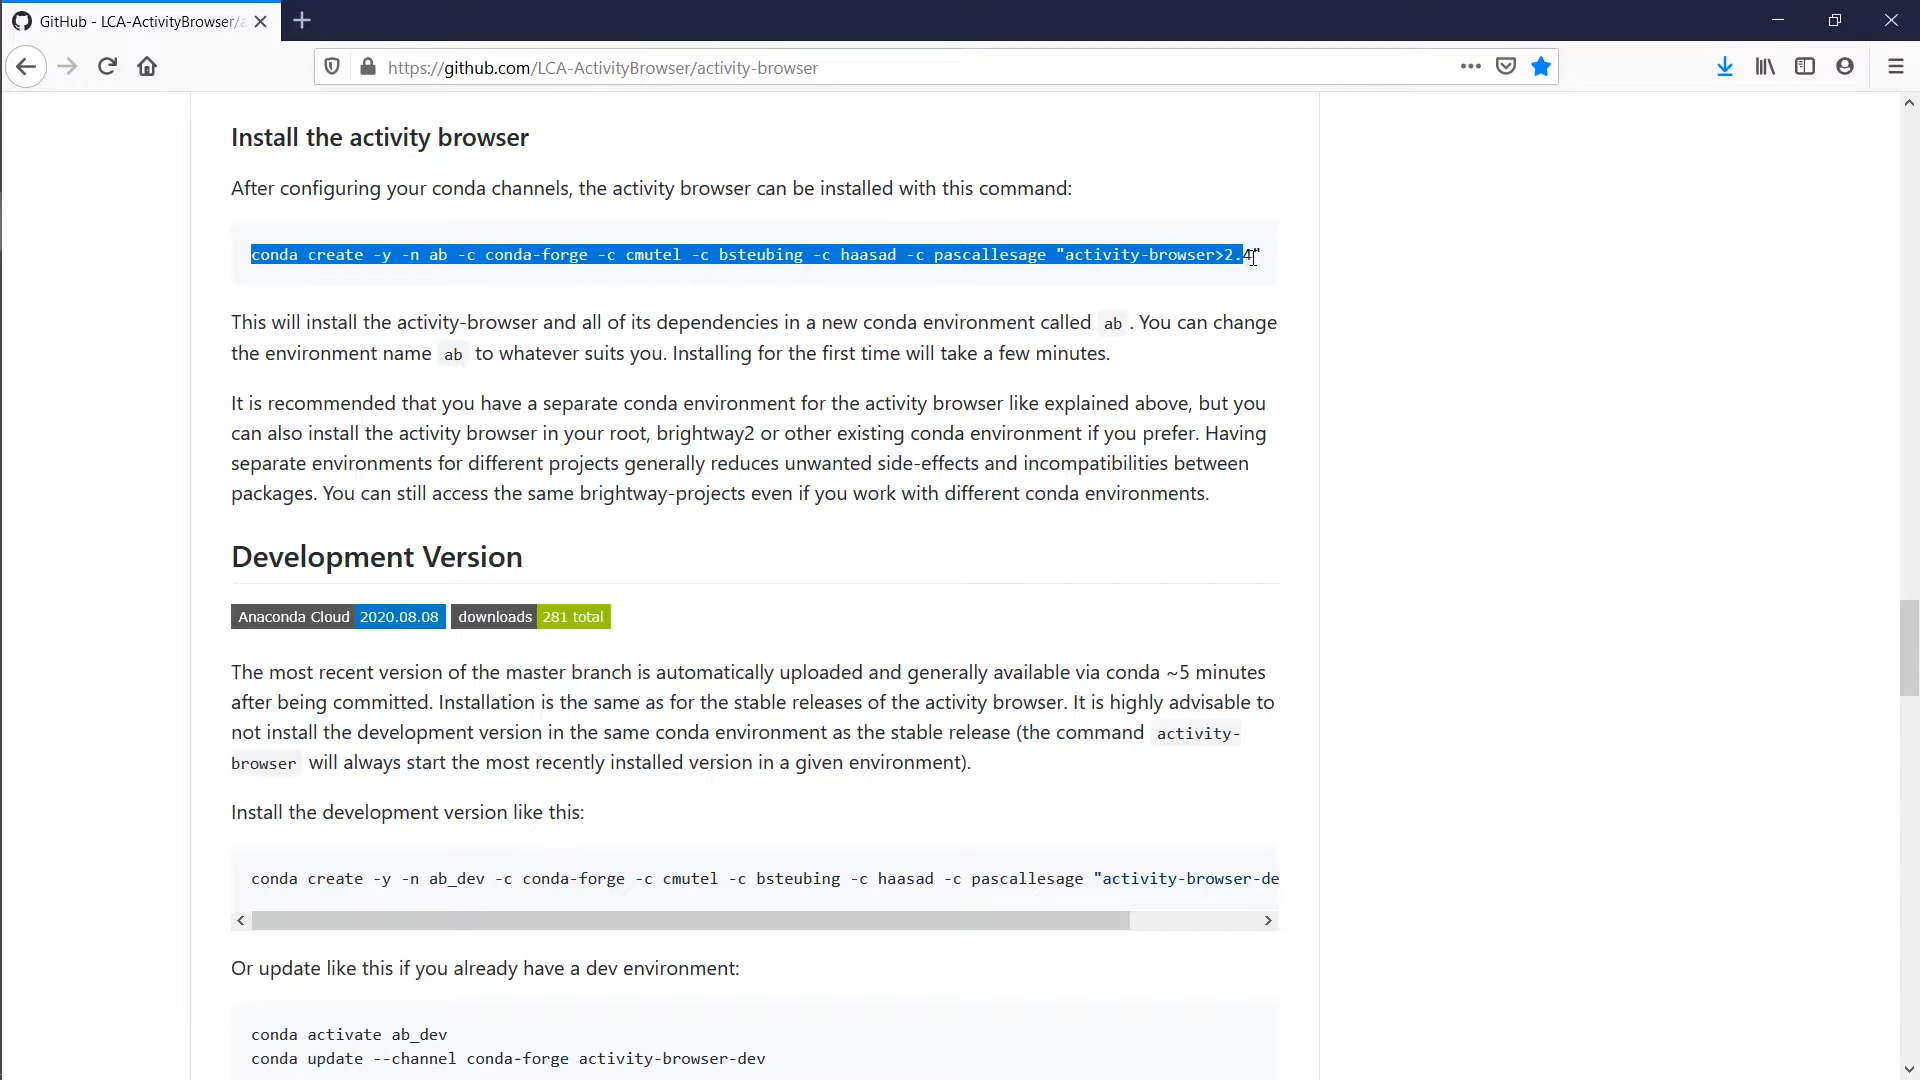 GitHub - LCA-ActivityBrowser/a
https://github.com/LCA-ActivityBrowser/activity-browser
Install the activity browser
After configuring your conda channels, the activity browser can be installed with this command:
conda create -y -n ab -c conda-forge -c cmutel -c bsteubing -c haasad -c pascallesage "activity-browser>2.4"
This will install the activity-browser and all of its dependencies in a new conda environment called ab . You can change
the environment name ab to whatever suits you. Installing for the first time will take a few minutes.
It is recommended that you have a separate conda environment for the activity browser like explained above, but you
can also install the activity browser in your root, brightway2 or other existing conda environment if you prefer. Having
separate environments for different projects generally reduces unwanted side-effects and incompatibilities between
packages. You can still access the same brightway-projects even if you work with different conda environments.
Development Version
Anaconda Cloud 2020.08.08 downloads 281 total
The most recent version of the master branch is automatically uploaded and generally available via conda ~5 minutes
after being committed. Installation is the same as for the stable releases of the activity browser. It is highly advisable to
not install the development version in the same conda environment as the stable release (the command activity-
browser will always start the most recently installed version in a given environment).
Install the development version like this:
conda create -y -n ab_dev -c conda-forge -c cmutel -c bsteubing -c haasad -c pascallesage "activity-browser-de
Or update like this if you already have a dev environment:
conda activate ab_dev
conda update --channel conda-forge activity-browser-dev